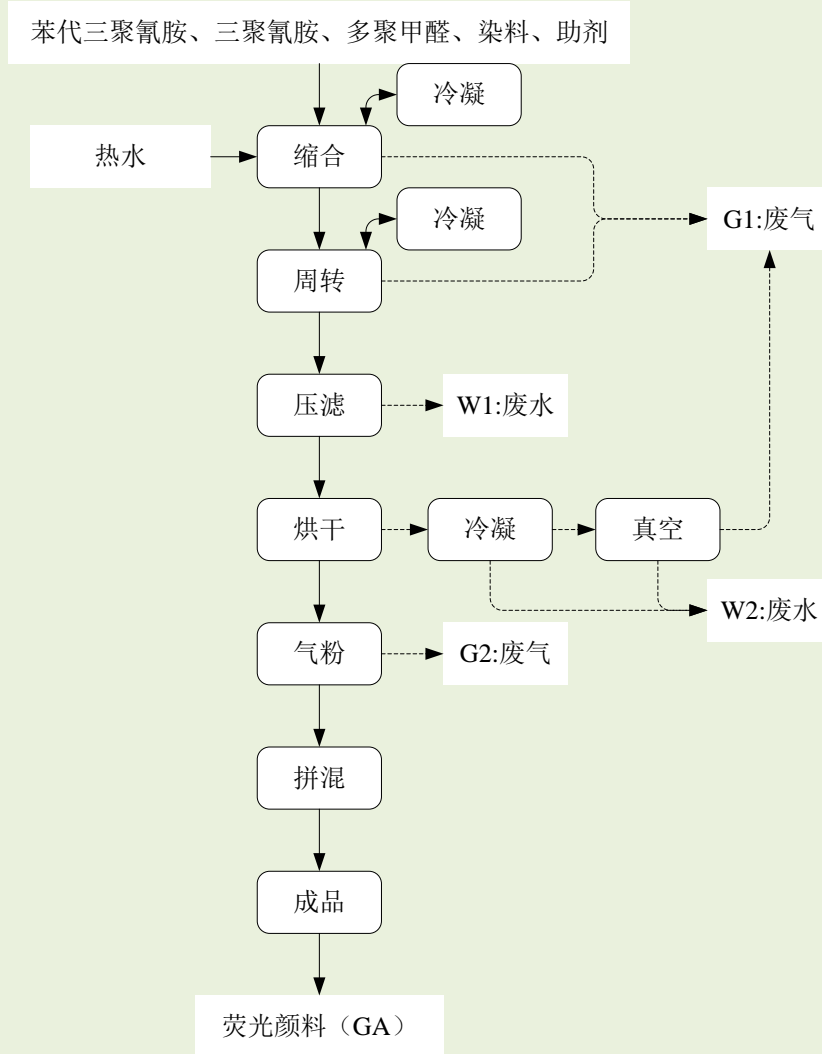 苯代三聚氰胺、三聚氰胺、多聚甲醛、染料、助剂
冷凝
热水
缩合
冷凝
G1:废气
周转
压滤
W1:废水
烘干
冷凝
真空
W2:废水
气粉
G2:废气
拼混
成品
荧光颜料（GA）